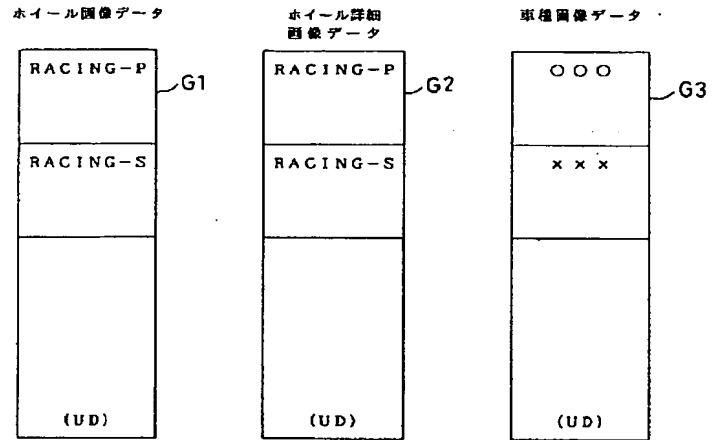 ホイール画像データ
RACING-P
G1
RACING-S
(UD)
ホイール詳細
画像データ
RACING-P
G2
RACING-S
(UD)
車種画像データ
○○○
G3
×××
(UD)